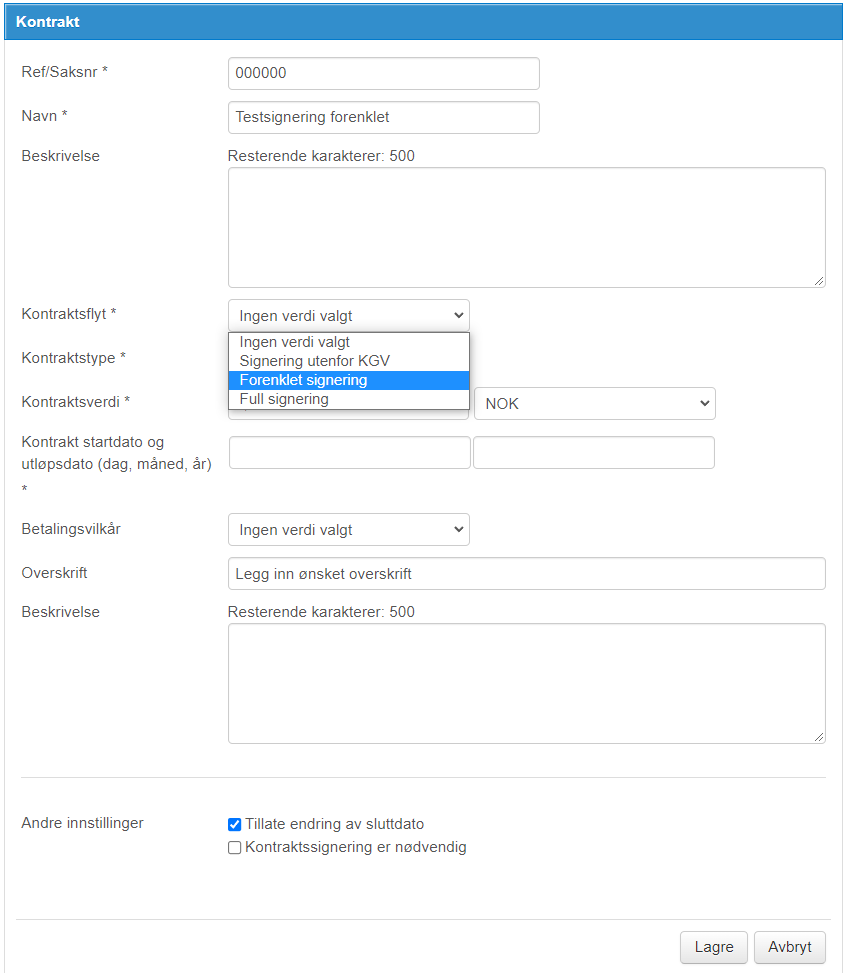 Kontrakt
Ref/Saksnr *
000000
Navn *
Testsignering forenklet
Beskrivelse
Resterende karakterer: 500
Kontraktsflyt *
Ingen verdi valgt
Ingen verdi valgt
Signering utenfor KGV
Forenklet signering
Full signering
Kontraktstype *
Kontraktsverdi *
NOK
Kontrakt startdato og
utløpsdato (dag, måned, år)
*
Betalingsvilkår
Ingen verdi valgt
Overskrift
Legg inn ønsket overskrift
Beskrivelse
Resterende karakterer: 500
Andre innstillinger
Tillate endring av sluttdato
Kontraktssignering er nødvendig
Lagre
Avbryt